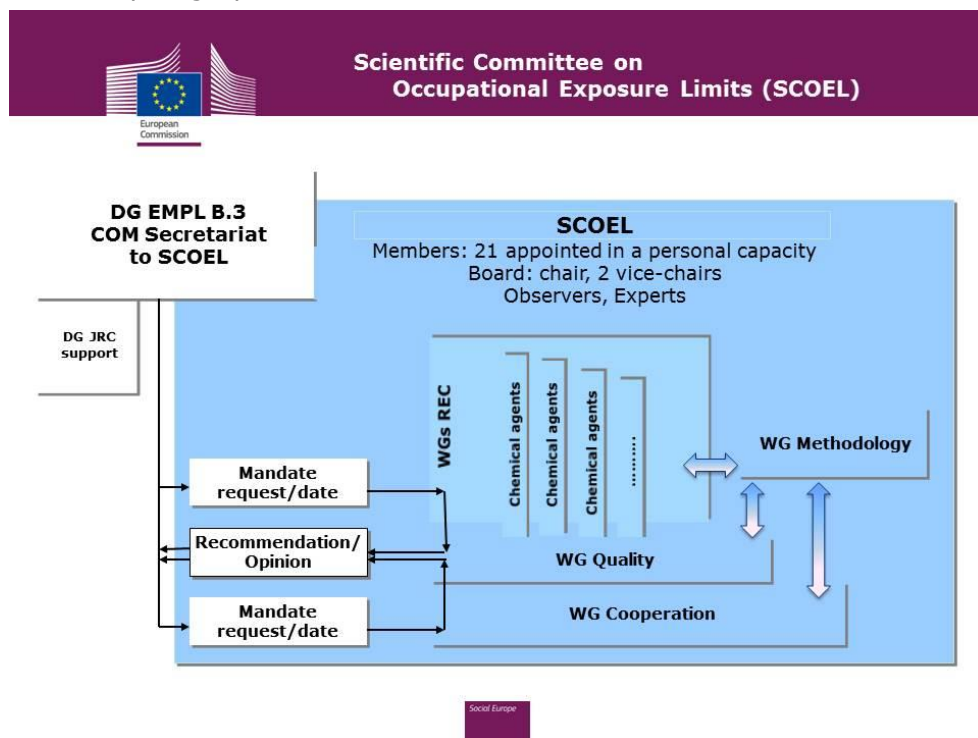 Scientific Committee on
Occupational Exposure Limits (SCOEL)
European
Commission
DG EMPL B.3
COM Secretariat
to SCOEL
DG JRC
support
SCOEL
Members: 21 appointed in a personal capacity
Board: chair, 2 vice-chairs
Observers, Experts
WGs REC
Chemical agents
Chemical agents
Chemical agents
..........
WG Methodology
Mandate
request/date
Recommendation/
Opinion
Mandate
request/date
WG Quality
WG Cooperation
Social Europe